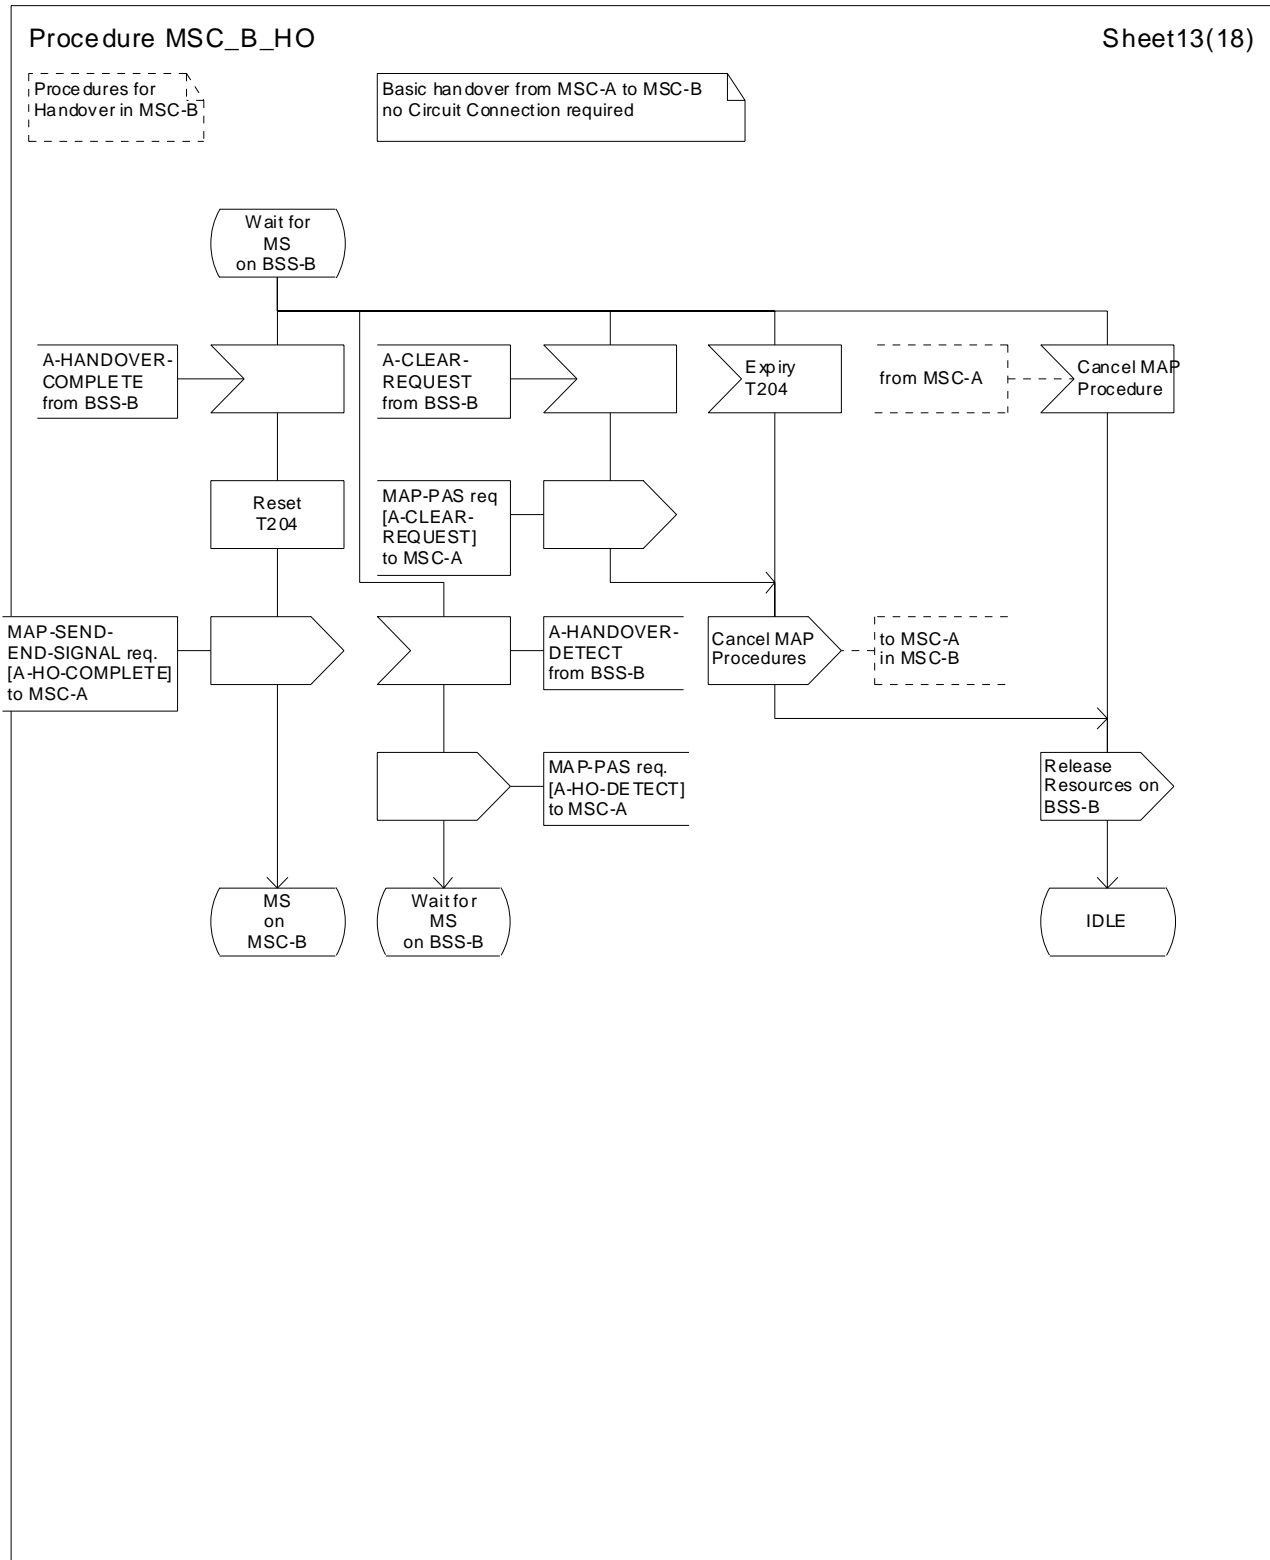 Procedure MSC_B_HO
Sheet13(18)
Procedures for
Handover in MSC-B
Basic handover from MSC-A to MSC-B
no Circuit Connection required
Wait for
MS
on BSS-B
A-HANDOVER-
COMPLETE
from BSS-B
A-CLEAR-
REQUEST
from BSS-B
Expiry
T204
from MSC-A
Cancel MAP
Procedure
Reset
T204
MAP-PAS req
[A-CLEAR-
REQUEST]
to MSC-A
MAP-SEND-
END-SIGNAL req.
[A-HO-COMPLETE]
to MSC-A
A-HANDOVER-
DETECT
from BSS-B
Cancel MAP
Procedures
to MSC-A
in MSC-B
MAP-PAS req.
[A-HO-DETECT]
to MSC-A
Release
Resources on
BSS-B
MS
on
MSC-B
Wait for
MS
on BSS-B
IDLE